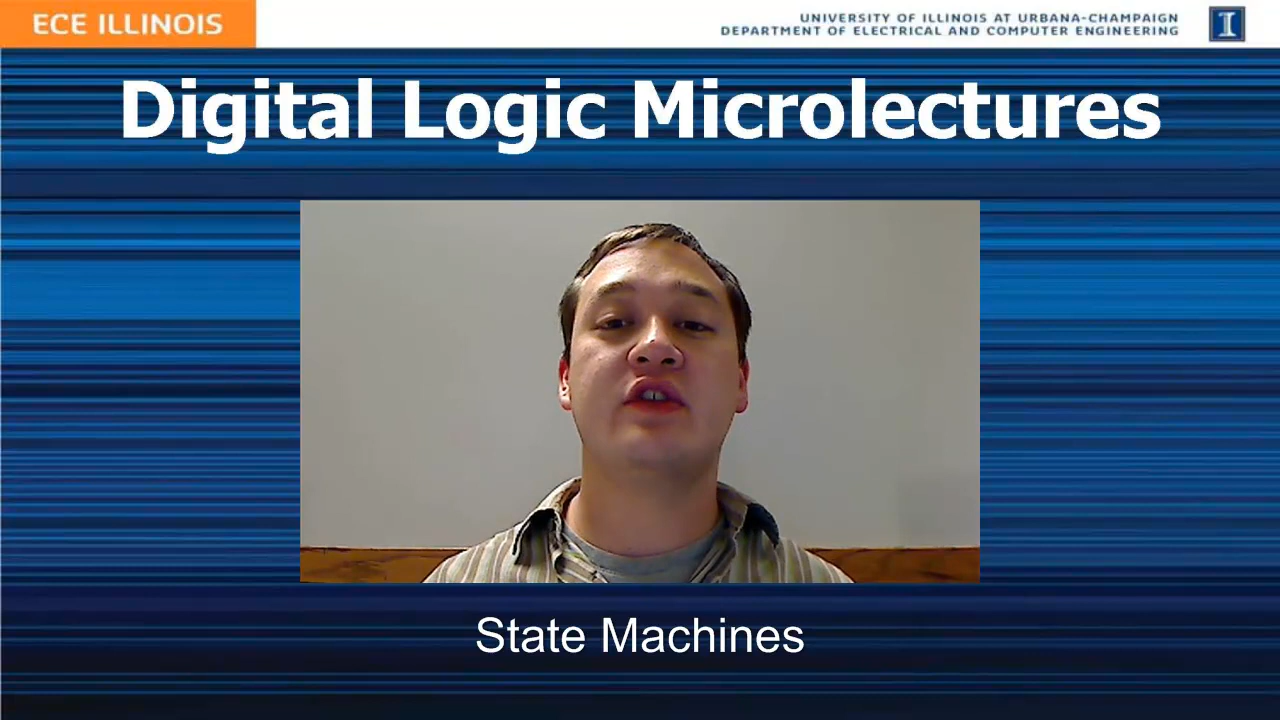 ECE ILLINOIS
UNIVERSITY OF ILLINOIS AT URBANA-CHAMPAIGN
DEPARTMENT OF ELECTRICAL AND COMPUTER ENGINEERING
I
Digital Logic Microlectures
State Machines